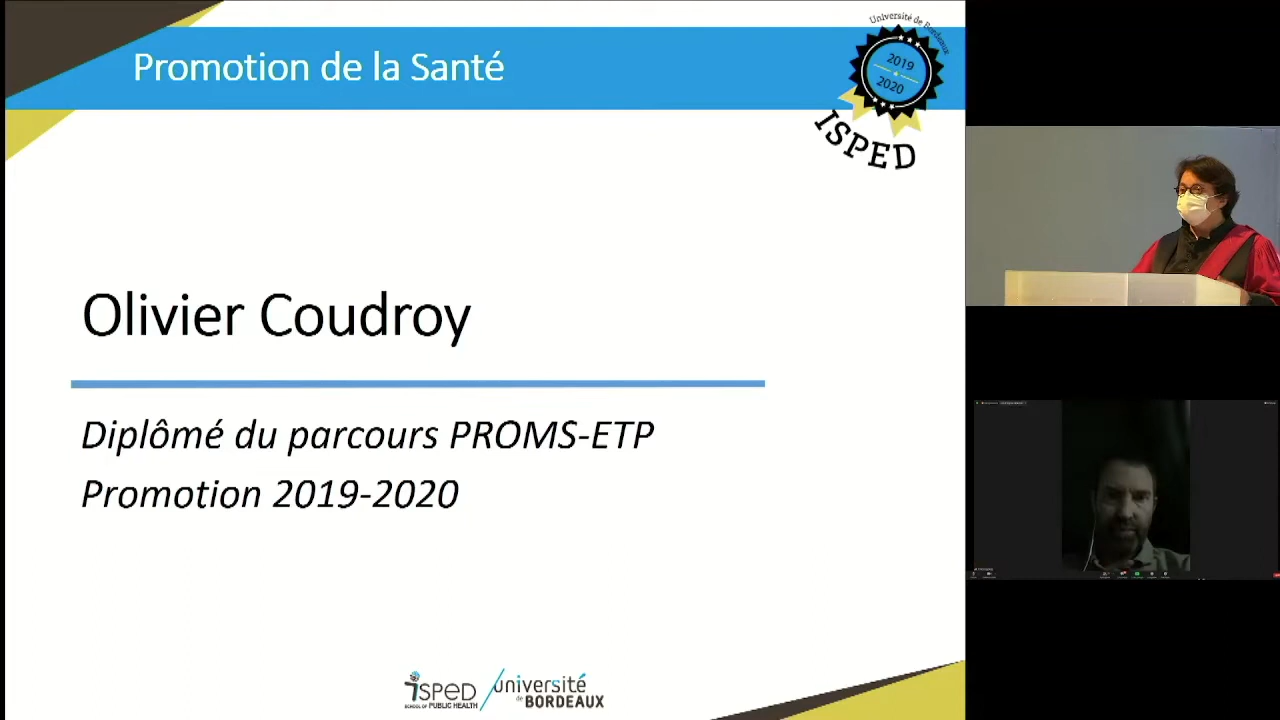 Promotion de la Santé
Université de Bordeaux
2019
2020
ISPED
Olivier Coudroy
Diplômé du parcours PROMS-ETP
Promotion 2019-2020
isped
SCHOOL OF PUBLIC HEALTH
université
de BORDEAUX